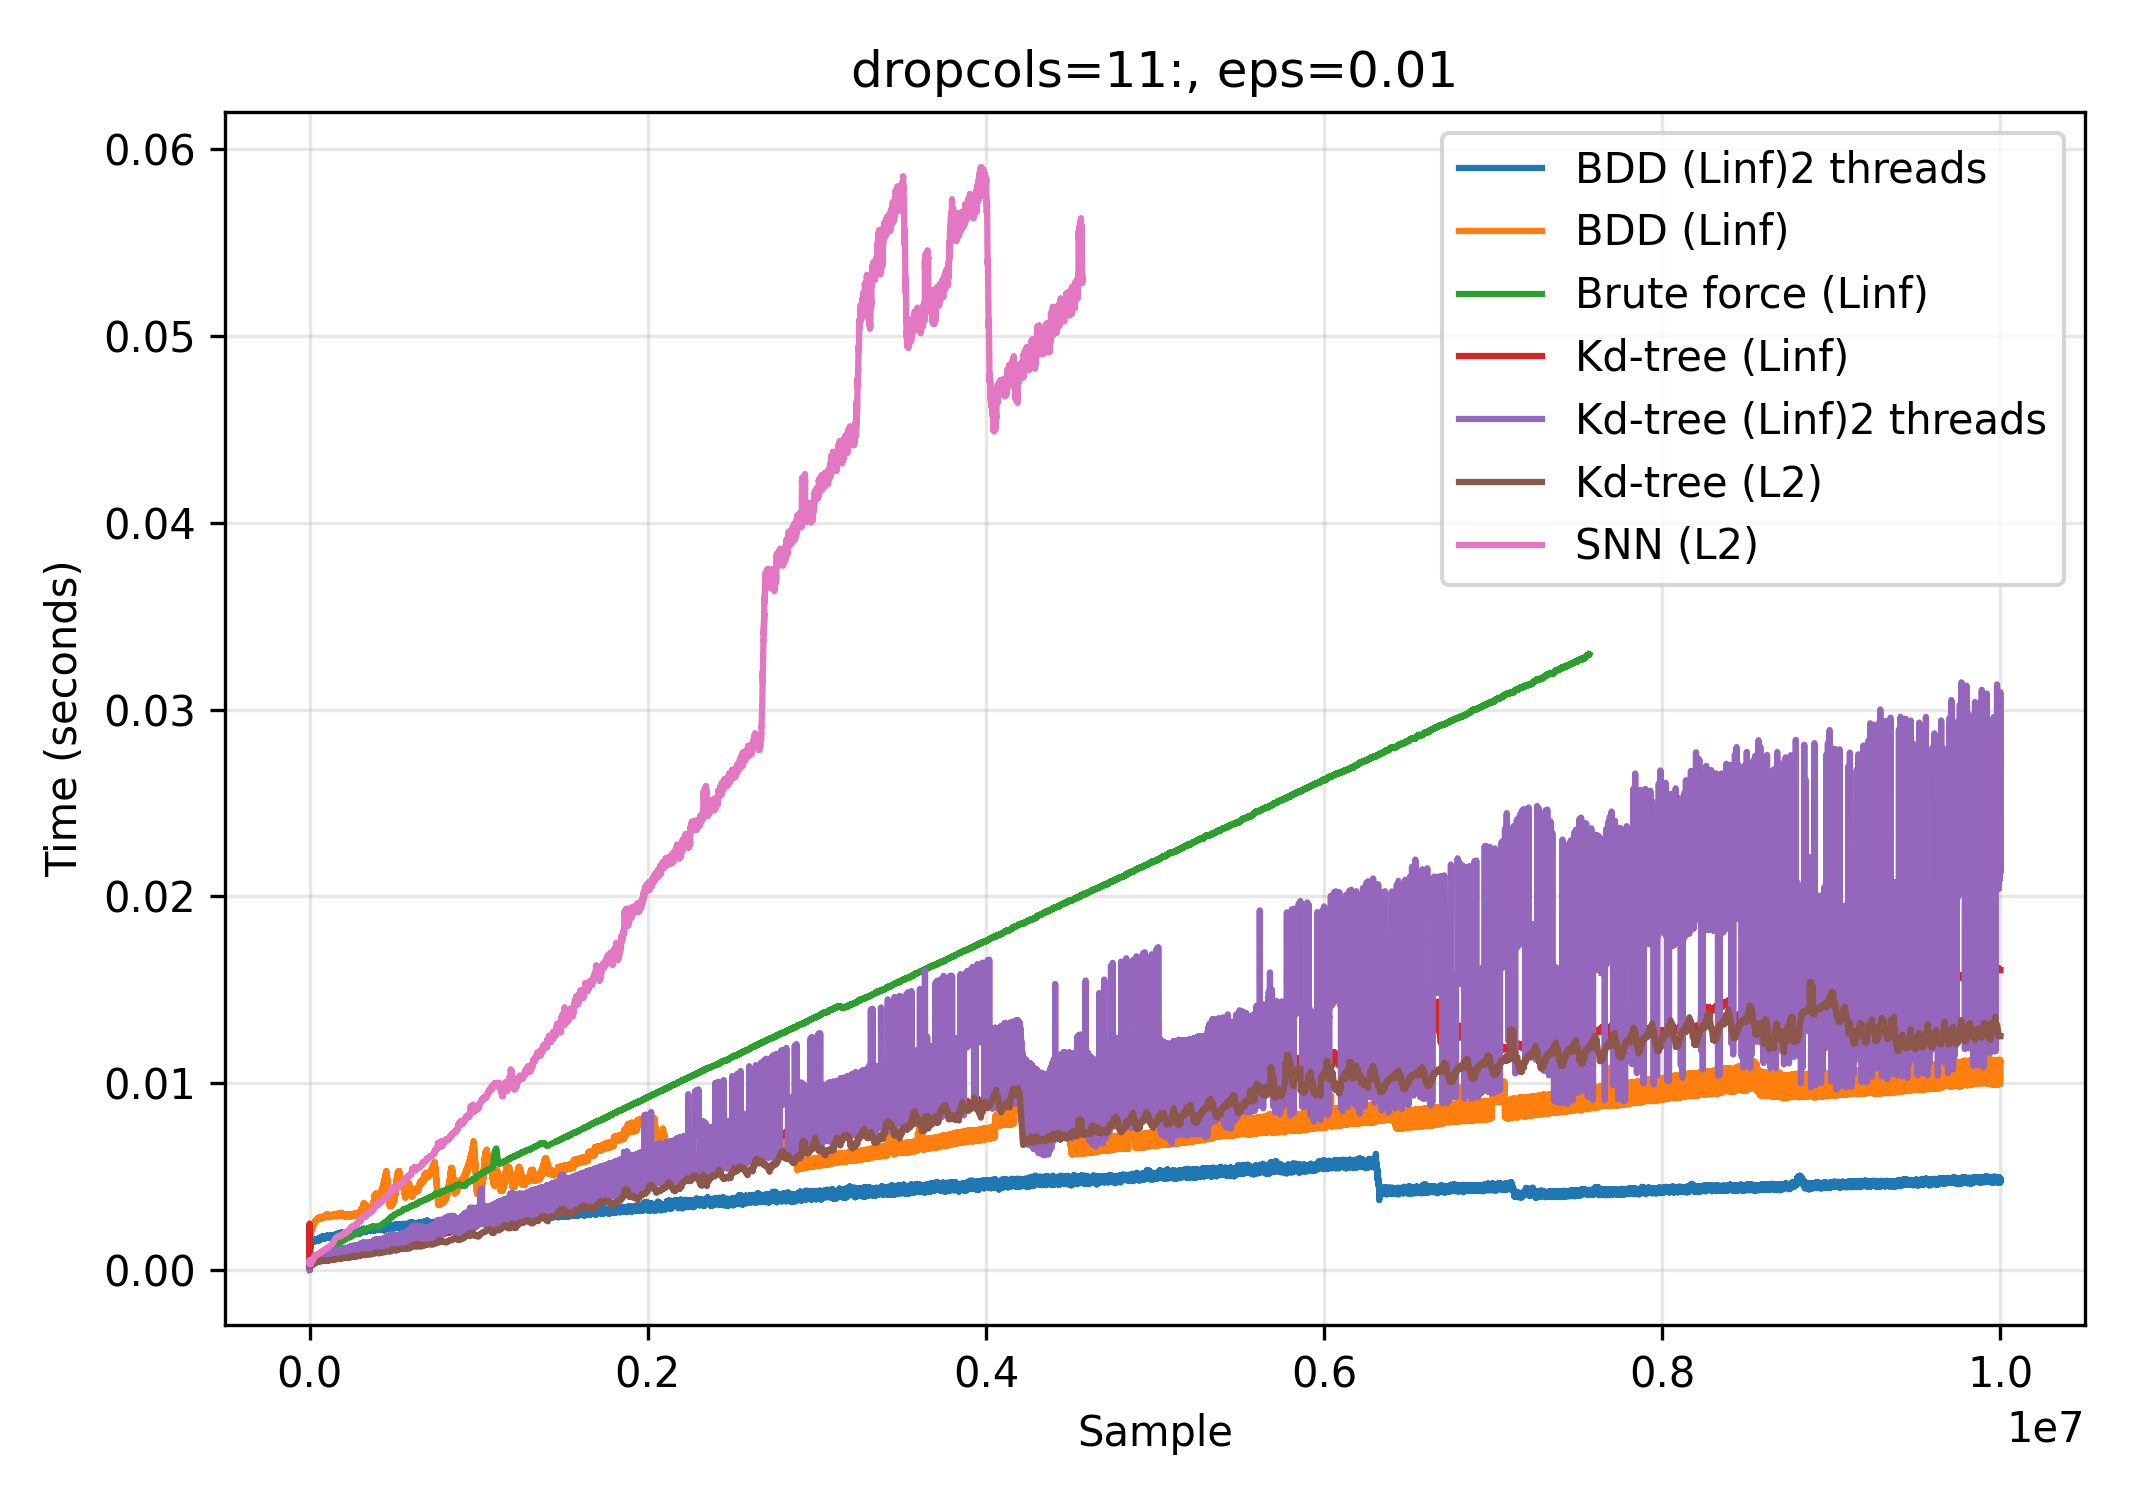 dropcols=11:, eps=0.01
Time (seconds)
0.06
0.05
0.04
0.03
0.02
0.01
0.00
BDD (Linf)2 threads
BDD (Linf)
Brute force (Linf)
Kd-tree (Linf)
Kd-tree (Linf)2 threads
Kd-tree (L2)
SNN (L2)
0.0 0.2 0.4 0.6 0.8 1.0
1e7
Sample